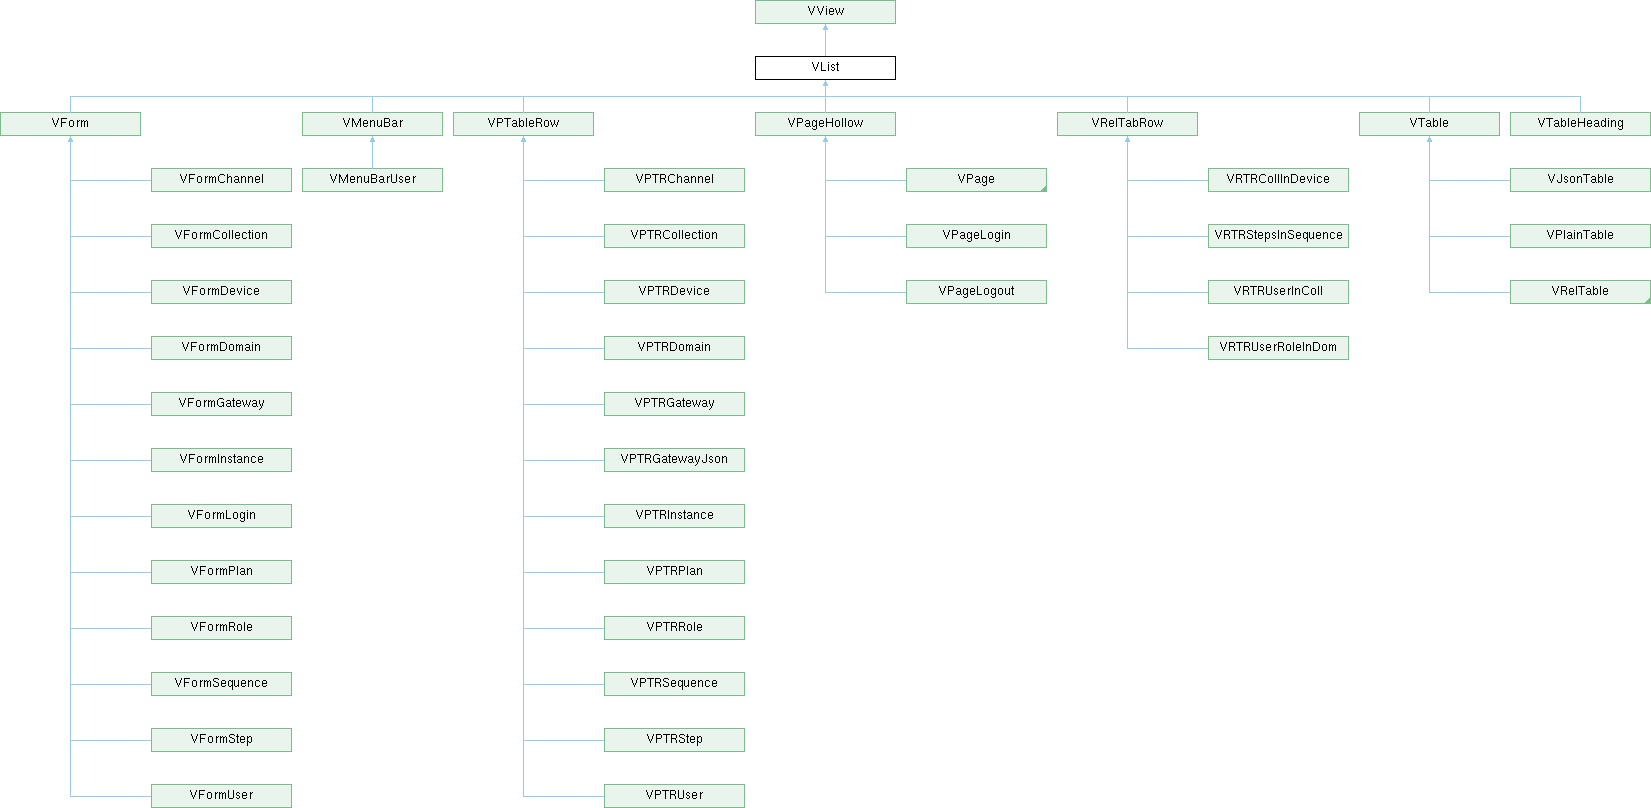 VView
VList
VForm
VMenuBar
VPTableRow
VPageHollow
VRelTabRow
VTable
VTableHeading
VFormChannel
VMenuBarUser
VPTRChannel
VPage
VRTRCollInDevice
VJsonTable
VFormCollection
VPTRCollection
VPageLogin
VRTRStepsInSequence
VPlainTable
VFormDevice
VPTRDevice
VPageLogout
VRTRUserInColl
VRelTable
VFormDomain
VPTRDomain
VRTRUserRoleInDom
VFormGateway
VPTRGateway
VFormInstance
VPTRGatewayJson
VFormLogin
VPTRInstance
VFormPlan
VPTRPlan
VFormRole
VPTRRole
VFormSequence
VPTRSequence
VFormStep
VPTRStep
VFormUser
VPTRUser